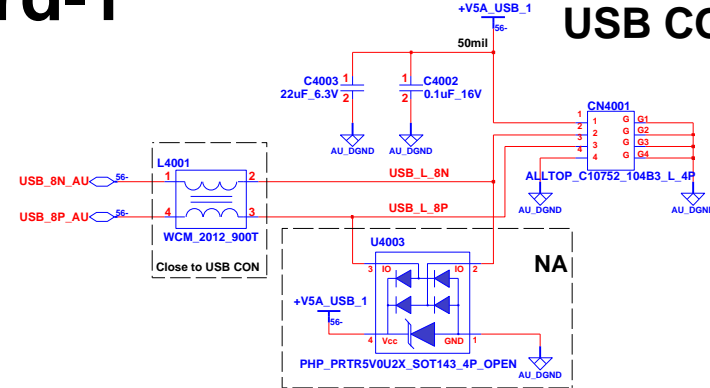 rd-1
USB CO
+V5A_USB_1
56-
50mil
C4003
1
22uF_6.3V
2
C4002
1
0.1uF_16V
2
AU_DGND
AU_DGND
CN4001
1 1 G G1
2 2 G G2
3 3 G G3
4 4 G G4
ALLTOP_C10752_104B3_L_4P
AU_DGND
AU_DGND
L4001
USB_8N_AU 56- 1 2 USB_L_8N
USB_8P_AU 56- 4 3 USB_L_8P
WCM_2012_900T
Close to USB CON
U4003
NA
3 IO IO 2
+V5A_USB_1
56-
4 Vcc GND 1
PHP_PRTR5V0U2X_SOT143_4P_OPEN
AU_DGND